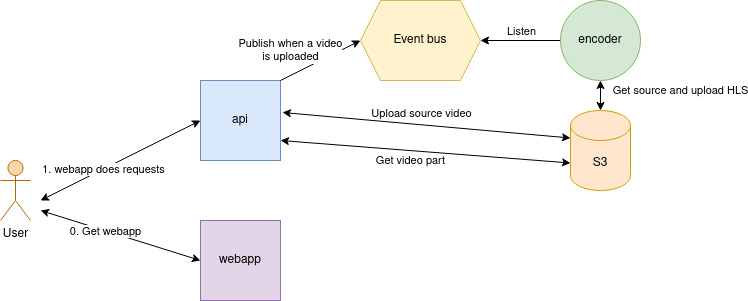 Event bus
Listen
encoder
Publish when a video
is uploaded
Get source and upload HLS
api
Upload source video
Get video part
S3
1. webapp does requests
User
0. Get webapp
webapp